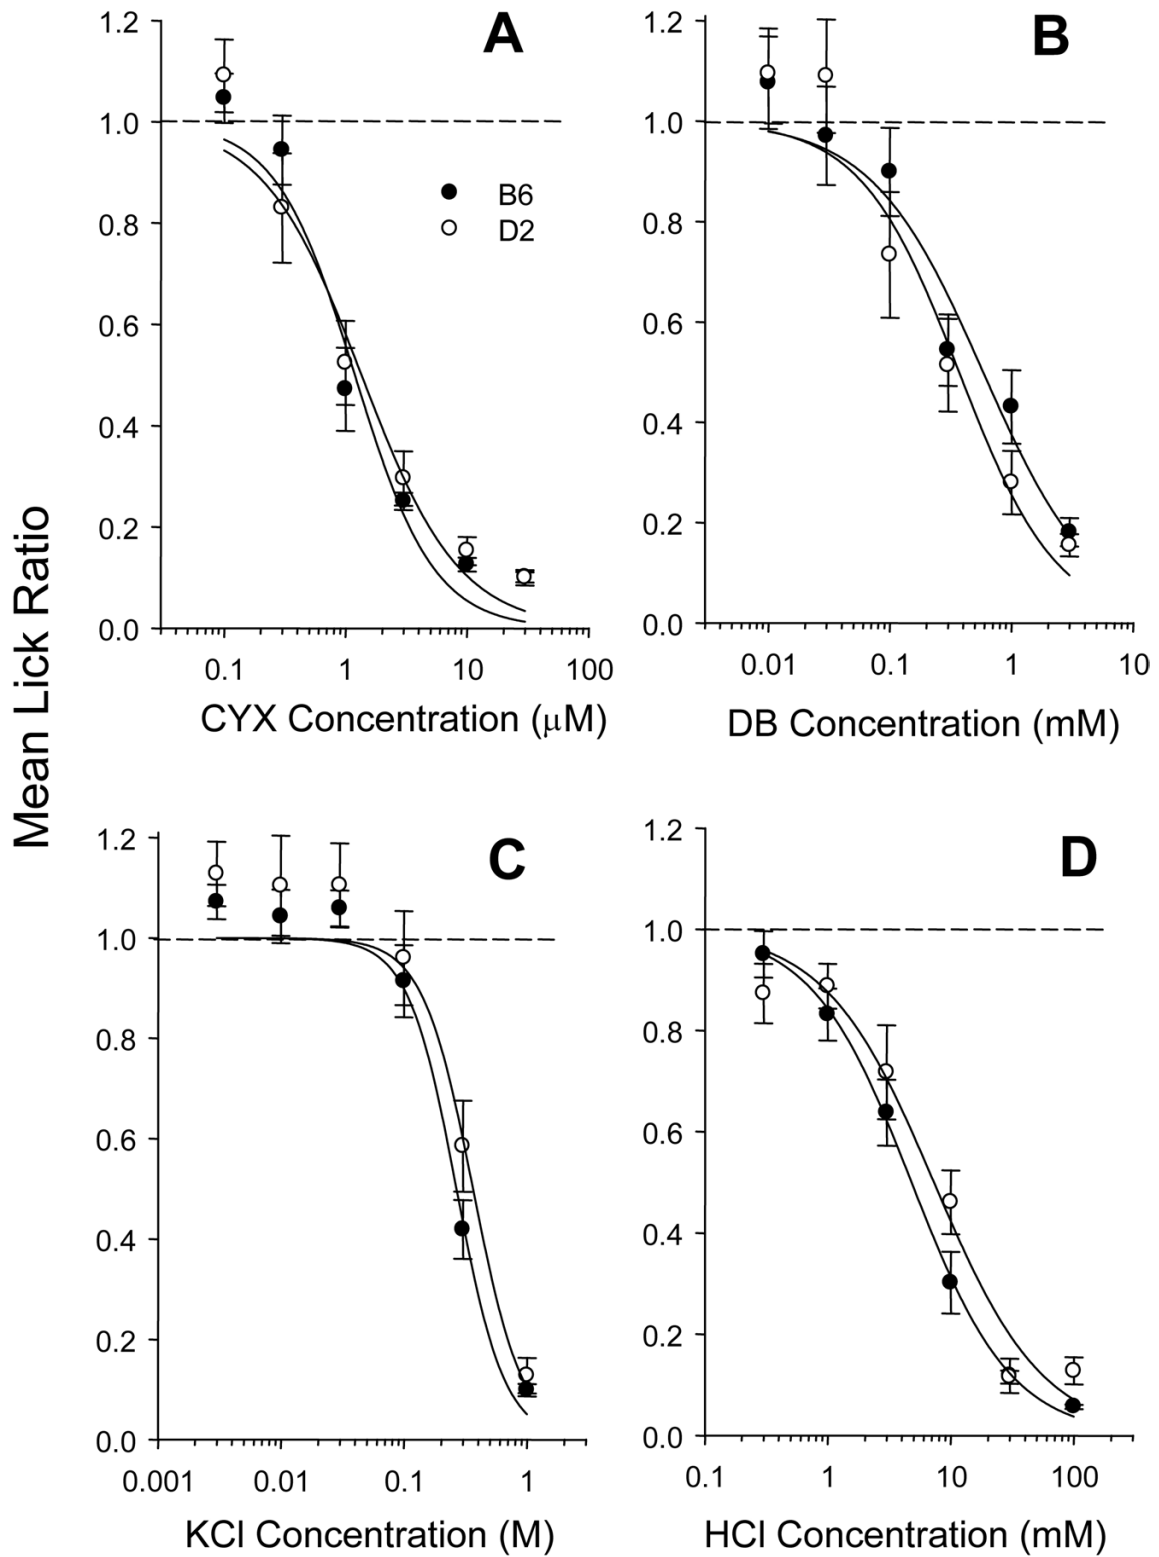 Mean Lick Ratio
A
1.2
1.0
0.8
0.6
0.4
0.2
0.0
B6
D2
0.1 1 10 100
CYX Concentration (μM)
B
1.2
1.0
0.8
0.6
0.4
0.2
0.0
0.01 0.1 1 10
DB Concentration (mM)
C
1.2
1.0
0.8
0.6
0.4
0.2
0.0
0.001 0.01 0.1 1
KCl Concentration (M)
D
1.2
1.0
0.8
0.6
0.4
0.2
0.0
0.1 1 10 100
HCl Concentration (mM)